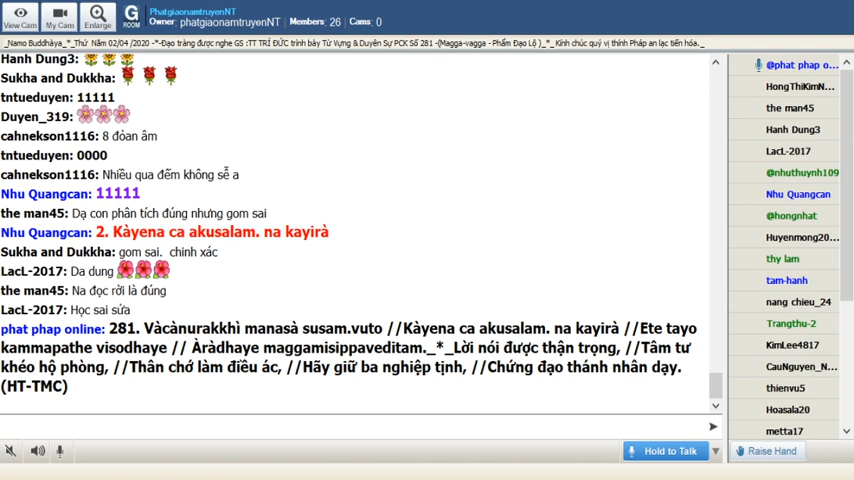 View Cam
My Cam
Enlarge
G
ROOM
PhatgiaonamtruyenNT
Owner: phatgiaonamtruyenNT | Members: 26 | Cams: 0
_Namo Buddhàya_*_Thứ Năm 02/04 /2020 -*-Đạo tràng được nghe GS :TT TRÍ ĐỨC trình bày Từ Vựng & Duyên Sự PCK Số 281 -(Magga-vagga - Phẩm Đạo Lộ )_*_ Kính chúc quý vị thính Pháp an lạc tiến hóa._
Hanh Dung3:
Sukha and Dukkha:
tntueduyen: 11111
Duyen_319:
cahnekson1116: 8 đỏan âm
tntueduyen: 0000
cahnekson1116: Nhiều qua đếm không sễ a
Nhu Quangcan: 11111
the man45: Dạ con phân tích đúng nhưng gom sai
Nhu Quangcan: 2. Kàyena ca akusalam. na kayirà
Sukha and Dukkha: gom sai. chinh xác
LacL-2017: Da dung
the man45: Na đọc rời là đúng
LacL-2017: Học sai sửa
phat phap online: 281. Vàcànurakkhì manasà susam.vuto //Kàyena ca akusalam. na kayirà //Ete tayo
kammapathe visodhaye // Àràdhaye maggamisippaveditam._*_Lời nói được thận trọng, //Tâm tư
khéo hộ phòng, //Thân chớ làm điều ác, //Hãy giữ ba nghiệp tịnh, //Chứng đạo thánh nhân dạy.
(HT-TMC)
Hold to Talk
@phat phap o...
HongThiKimN...
the man45
Hanh Dung3
LacL-2017
@nhuthuynh109
Nhu Quangcan
@hongnhat
Huyenmong20...
thy lam
tam-hanh
nang chieu_24
Trangthu-2
KimLee4817
CauNguyen_N...
thienvu5
Hoasala20
metta17
Raise Hand